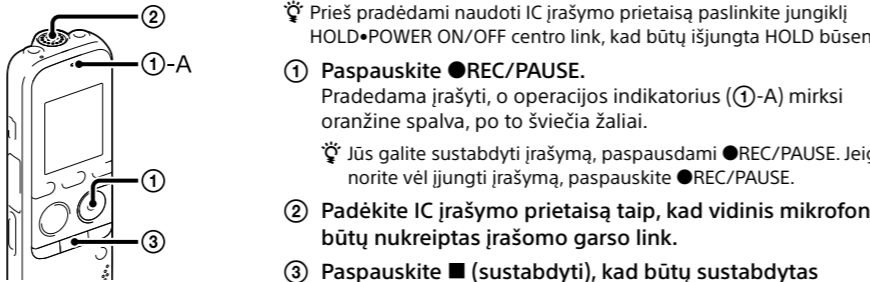 ②
①-A
①
③
Prieš pradėdami naudoti IC įrašymo prietaisą paslinkite jungiklį
HOLD•POWER ON/OFF centro link, kad būtų išjungta HOLD
① Paspauskite ●REC/PAUSE.
Pradedama įrašyti, o operacijos indikatorius (①-A) mirksi
oranžine spalva, po to šviečia žaliai.
Jūs galite sustabdyti įrašymą, paspausdami ●REC/PAUSE.
norite vėl įjungti įrašymą, paspauskite ●REC/PAUSE.
② Padėkite IC įrašymo prietaisą taip, kad vidinis
būtų nukreiptas įrašomo garso link.
③ Paspauskite ■ (sustabdyti), kad būtų sustabdytas